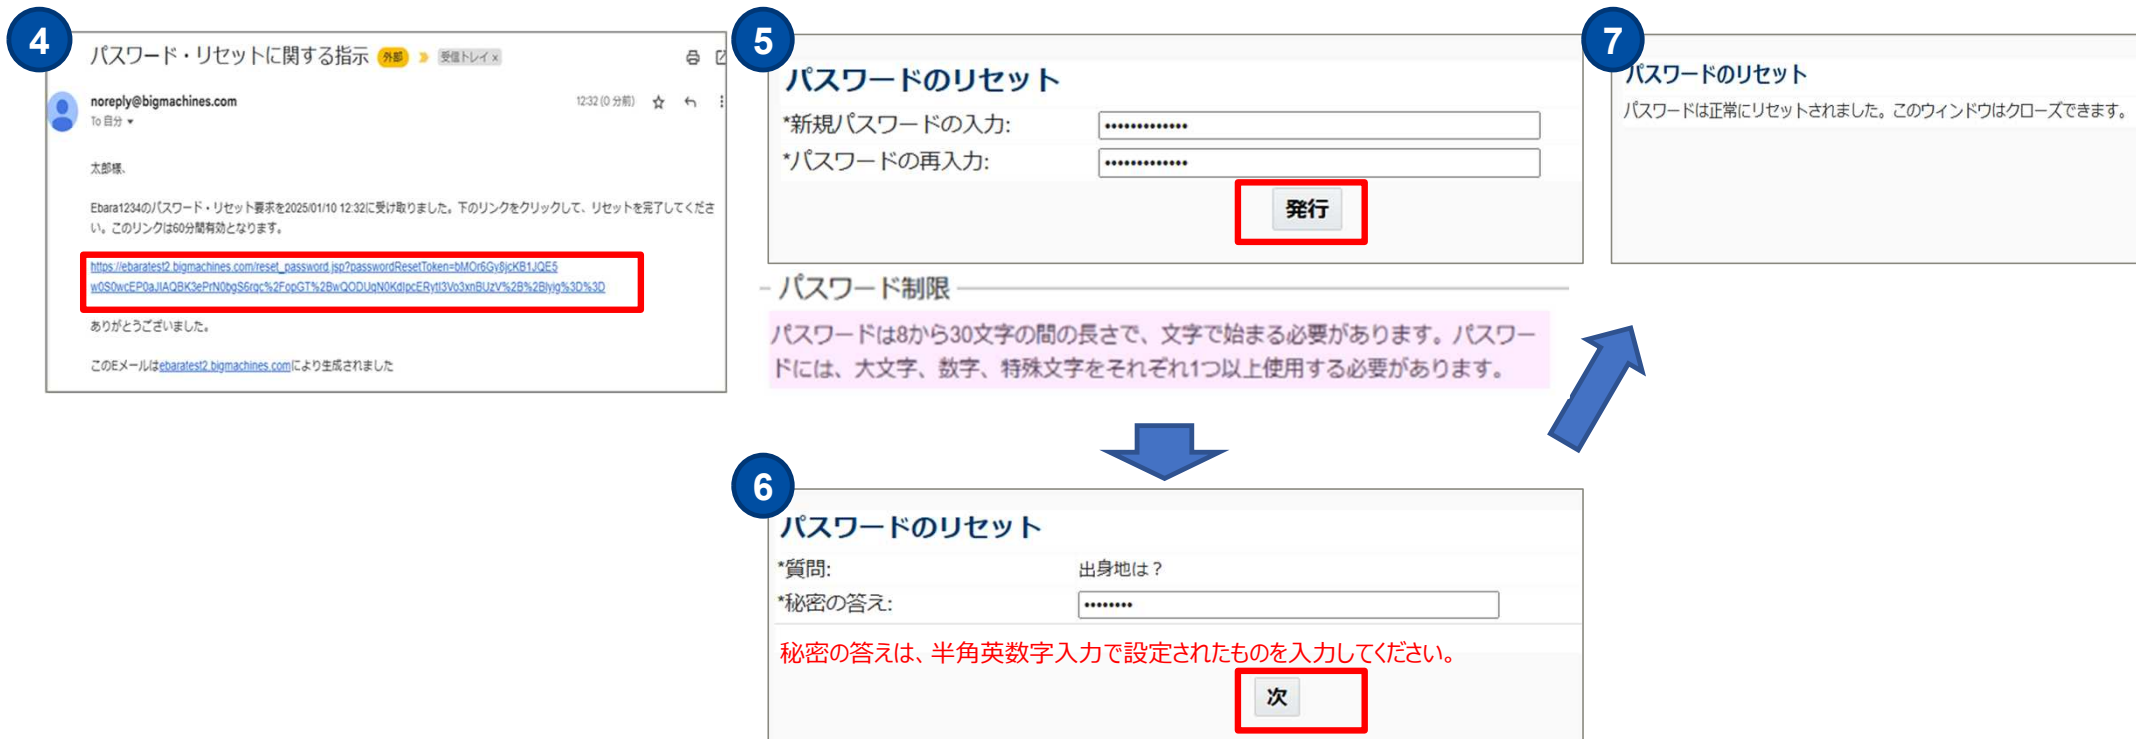 4
パスワード・リセットに関する指示 外部 受信トレイ x
noreply@bigmachines.com 12:32 (0 分前)
To 自分
太郎様、
Ebara1234のパスワード・リセット要求を2025/01/10 12:32に受け取りました。下のリンクをクリックして、リセットを完了してくださ
い。このリンクは60分間有効となります。
https://ebaratest2.bigmachines.com/reset_password.jsp?passwordResetToken=bMOr6Gy8jcKB1JQE5
ありがとうございました。
このEメールはebaratest2.bigmachines.comにより生成されました
5
パスワードのリセット
*新規パスワードの入力:
*パスワードの再入力:
発行
パスワード制限
パスワードは8から30文字の間の長さで、文字で始まる必要があります。パスワー
ドには、大文字、数字、特殊文字をそれぞれ1つ以上使用する必要があります。
6
パスワードのリセット
*質問: 出身地は？
*秘密の答え:
秘密の答えは、半角英数字入力で設定されたものを入力してください。
次
7
パスワードのリセット
パスワードは正常にリセットされました。このウィンドウはクローズできます。